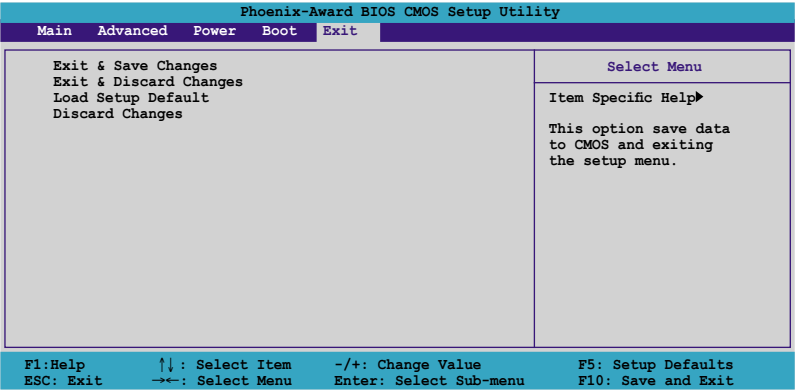 Phoenix-Award BIOS CMOS Setup Utility
Main Advanced Power Boot Exit
Exit & Save Changes
Exit & Discard Changes
Load Setup Default
Discard Changes
Select Menu
Item Specific Help▶
This option save data
to CMOS and exiting
the setup menu.
F1:Help ↑↓: Select Item -/+: Change Value F5: Setup Defaults
ESC: Exit →←: Select Menu Enter: Select Sub-menu F10: Save and Exit